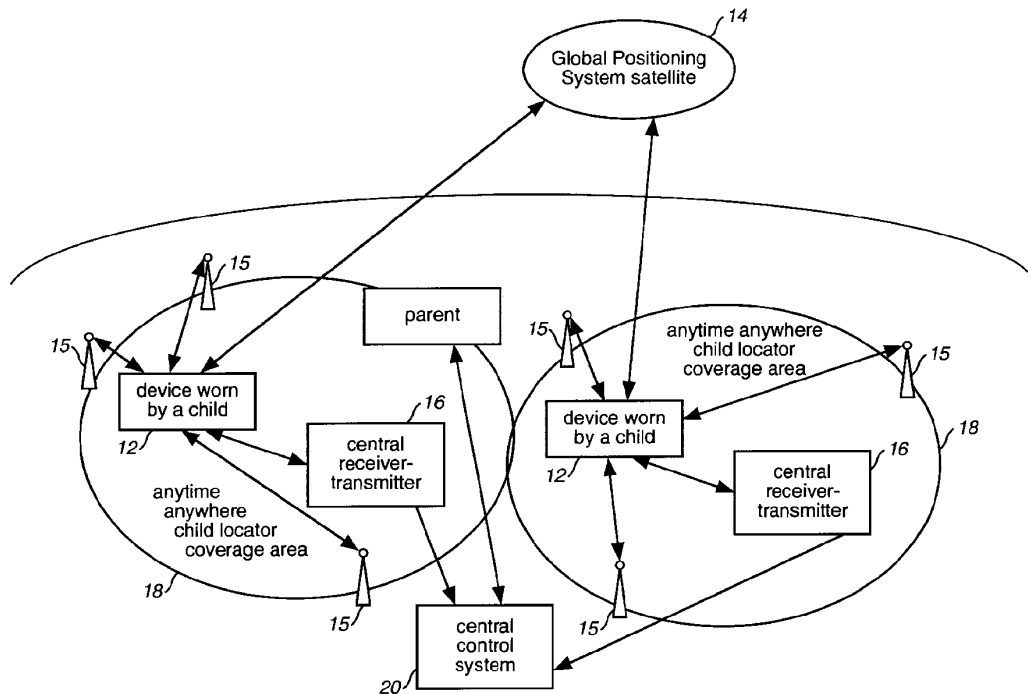 14
Global Positioning
System satellite
15
parent
15
device worn
by a child
12
16
central
receiver-
transmitter
anytime
anywhere
child locator
coverage area
18
15
15
anytime anywhere
child locator
coverage area
15
device worn
by a child
12
16
18
central
receiver-
transmitter
15
central
control
system
20